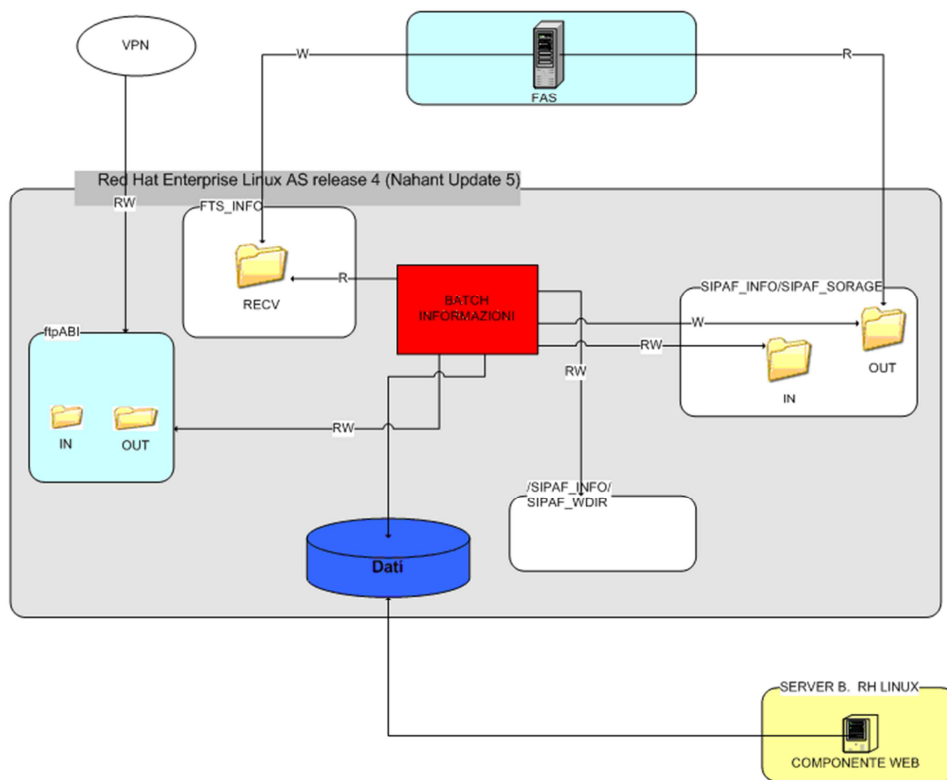 VPN
W
R
FAS
Red Hat Enterprise Linux AS release 4 (Nahant Update 5)
RW
FTS_INFO
RECV
R
BATCH
INFORMAZIONI
SIPAF_INFO/SIPAF_SORAGE
W
RW
OUT
IN
RW
ftpABI
IN
OUT
RW
/SIPAF_INFO/
SIPAF_WDIR
Dati
SERVER B. RH LINUX
COMPONENTE WEB